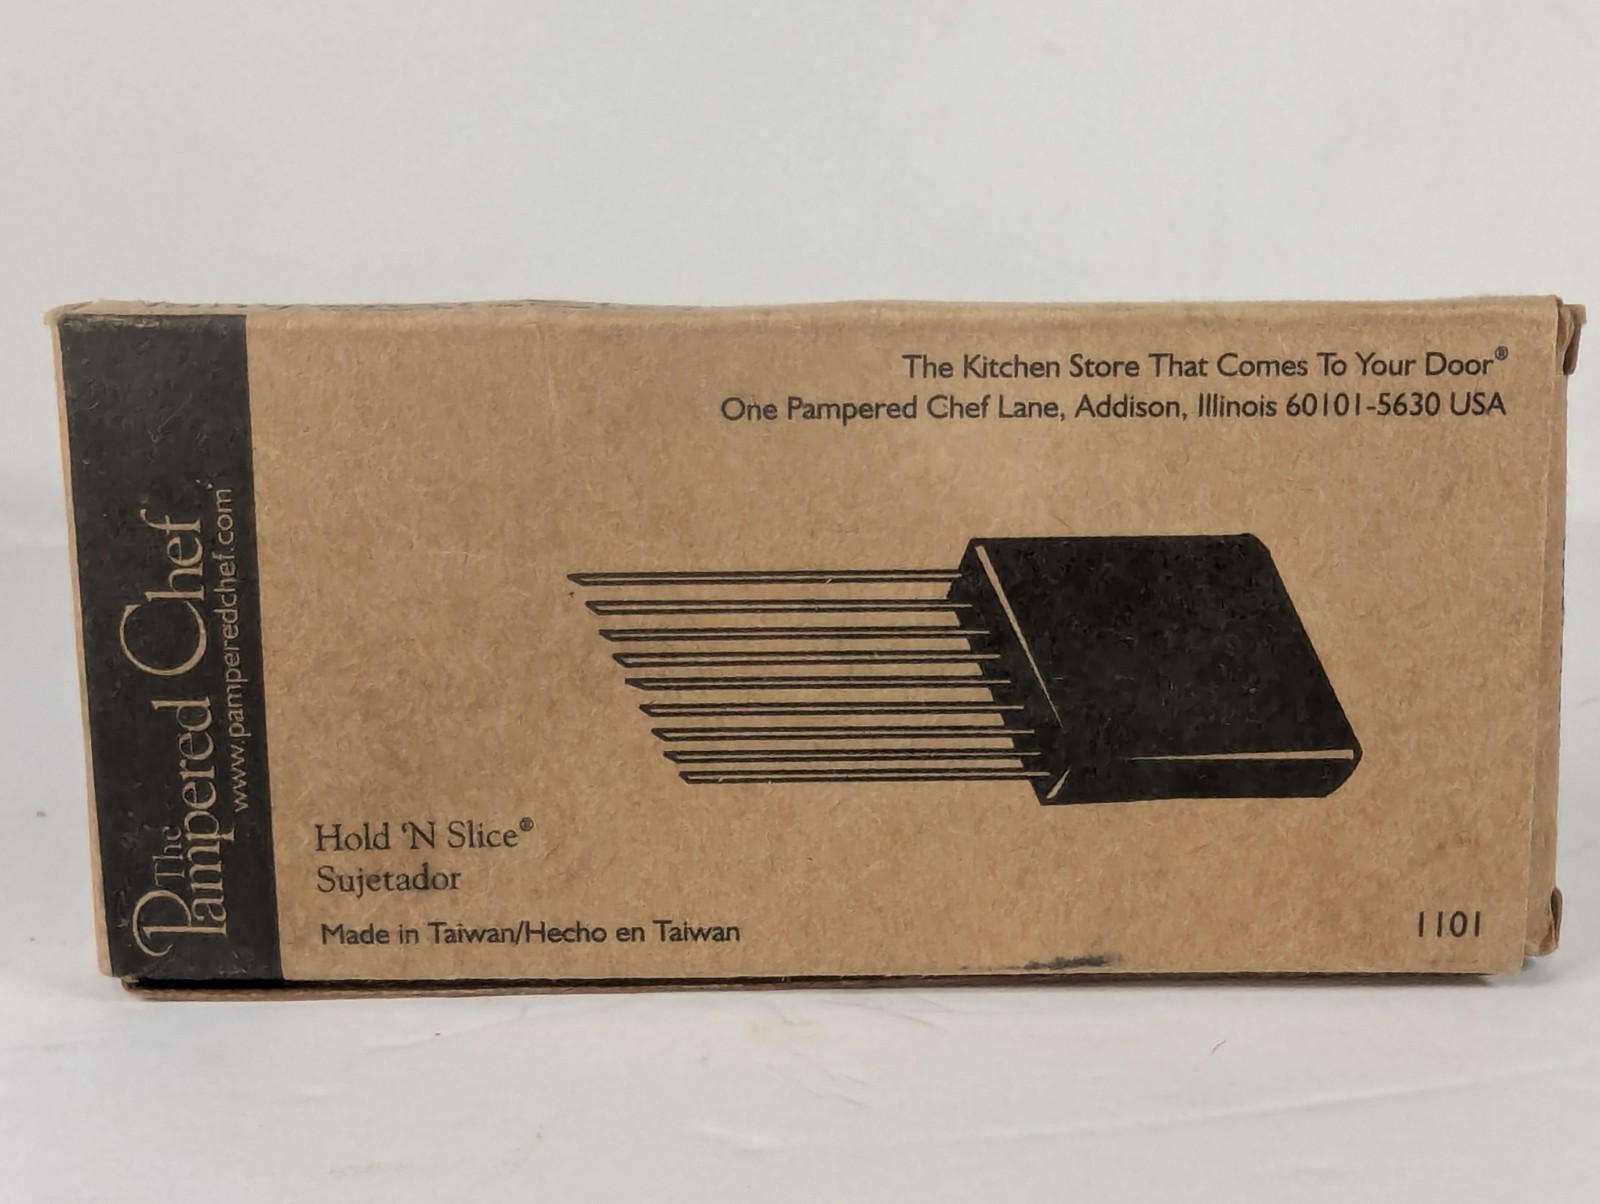 The Kitchen Store That Comes To Your Door®
One Pampered Chef Lane, Addison, Illinois 60101-5630 USA
The
Pampered Chef
www.pamperedchef.com
Hold 'N Slice®
Sujetador
Made in Taiwan/Hecho en Taiwan
1101